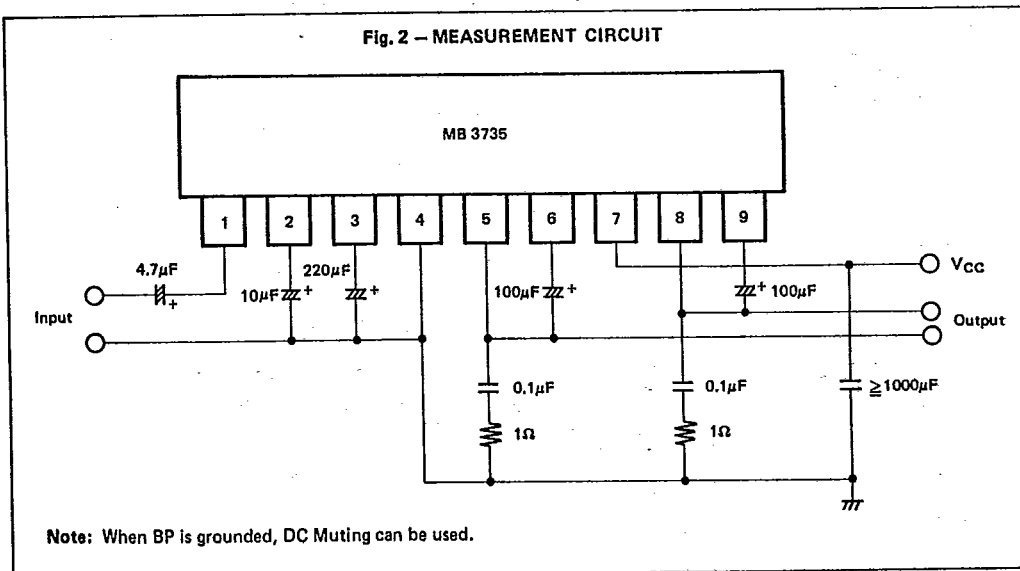 Fig. 2 – MEASUREMENT CIRCUIT
MB 3735
1 2 3 4 5 6 7 8 9
4.7μF
+
220μF
10μF
+
+
100μF
+
+
100μF
VCC
Input
Output
0.1μF
0.1μF
≧1000μF
1Ω
1Ω
Note: When BP is grounded, DC Muting can be used.